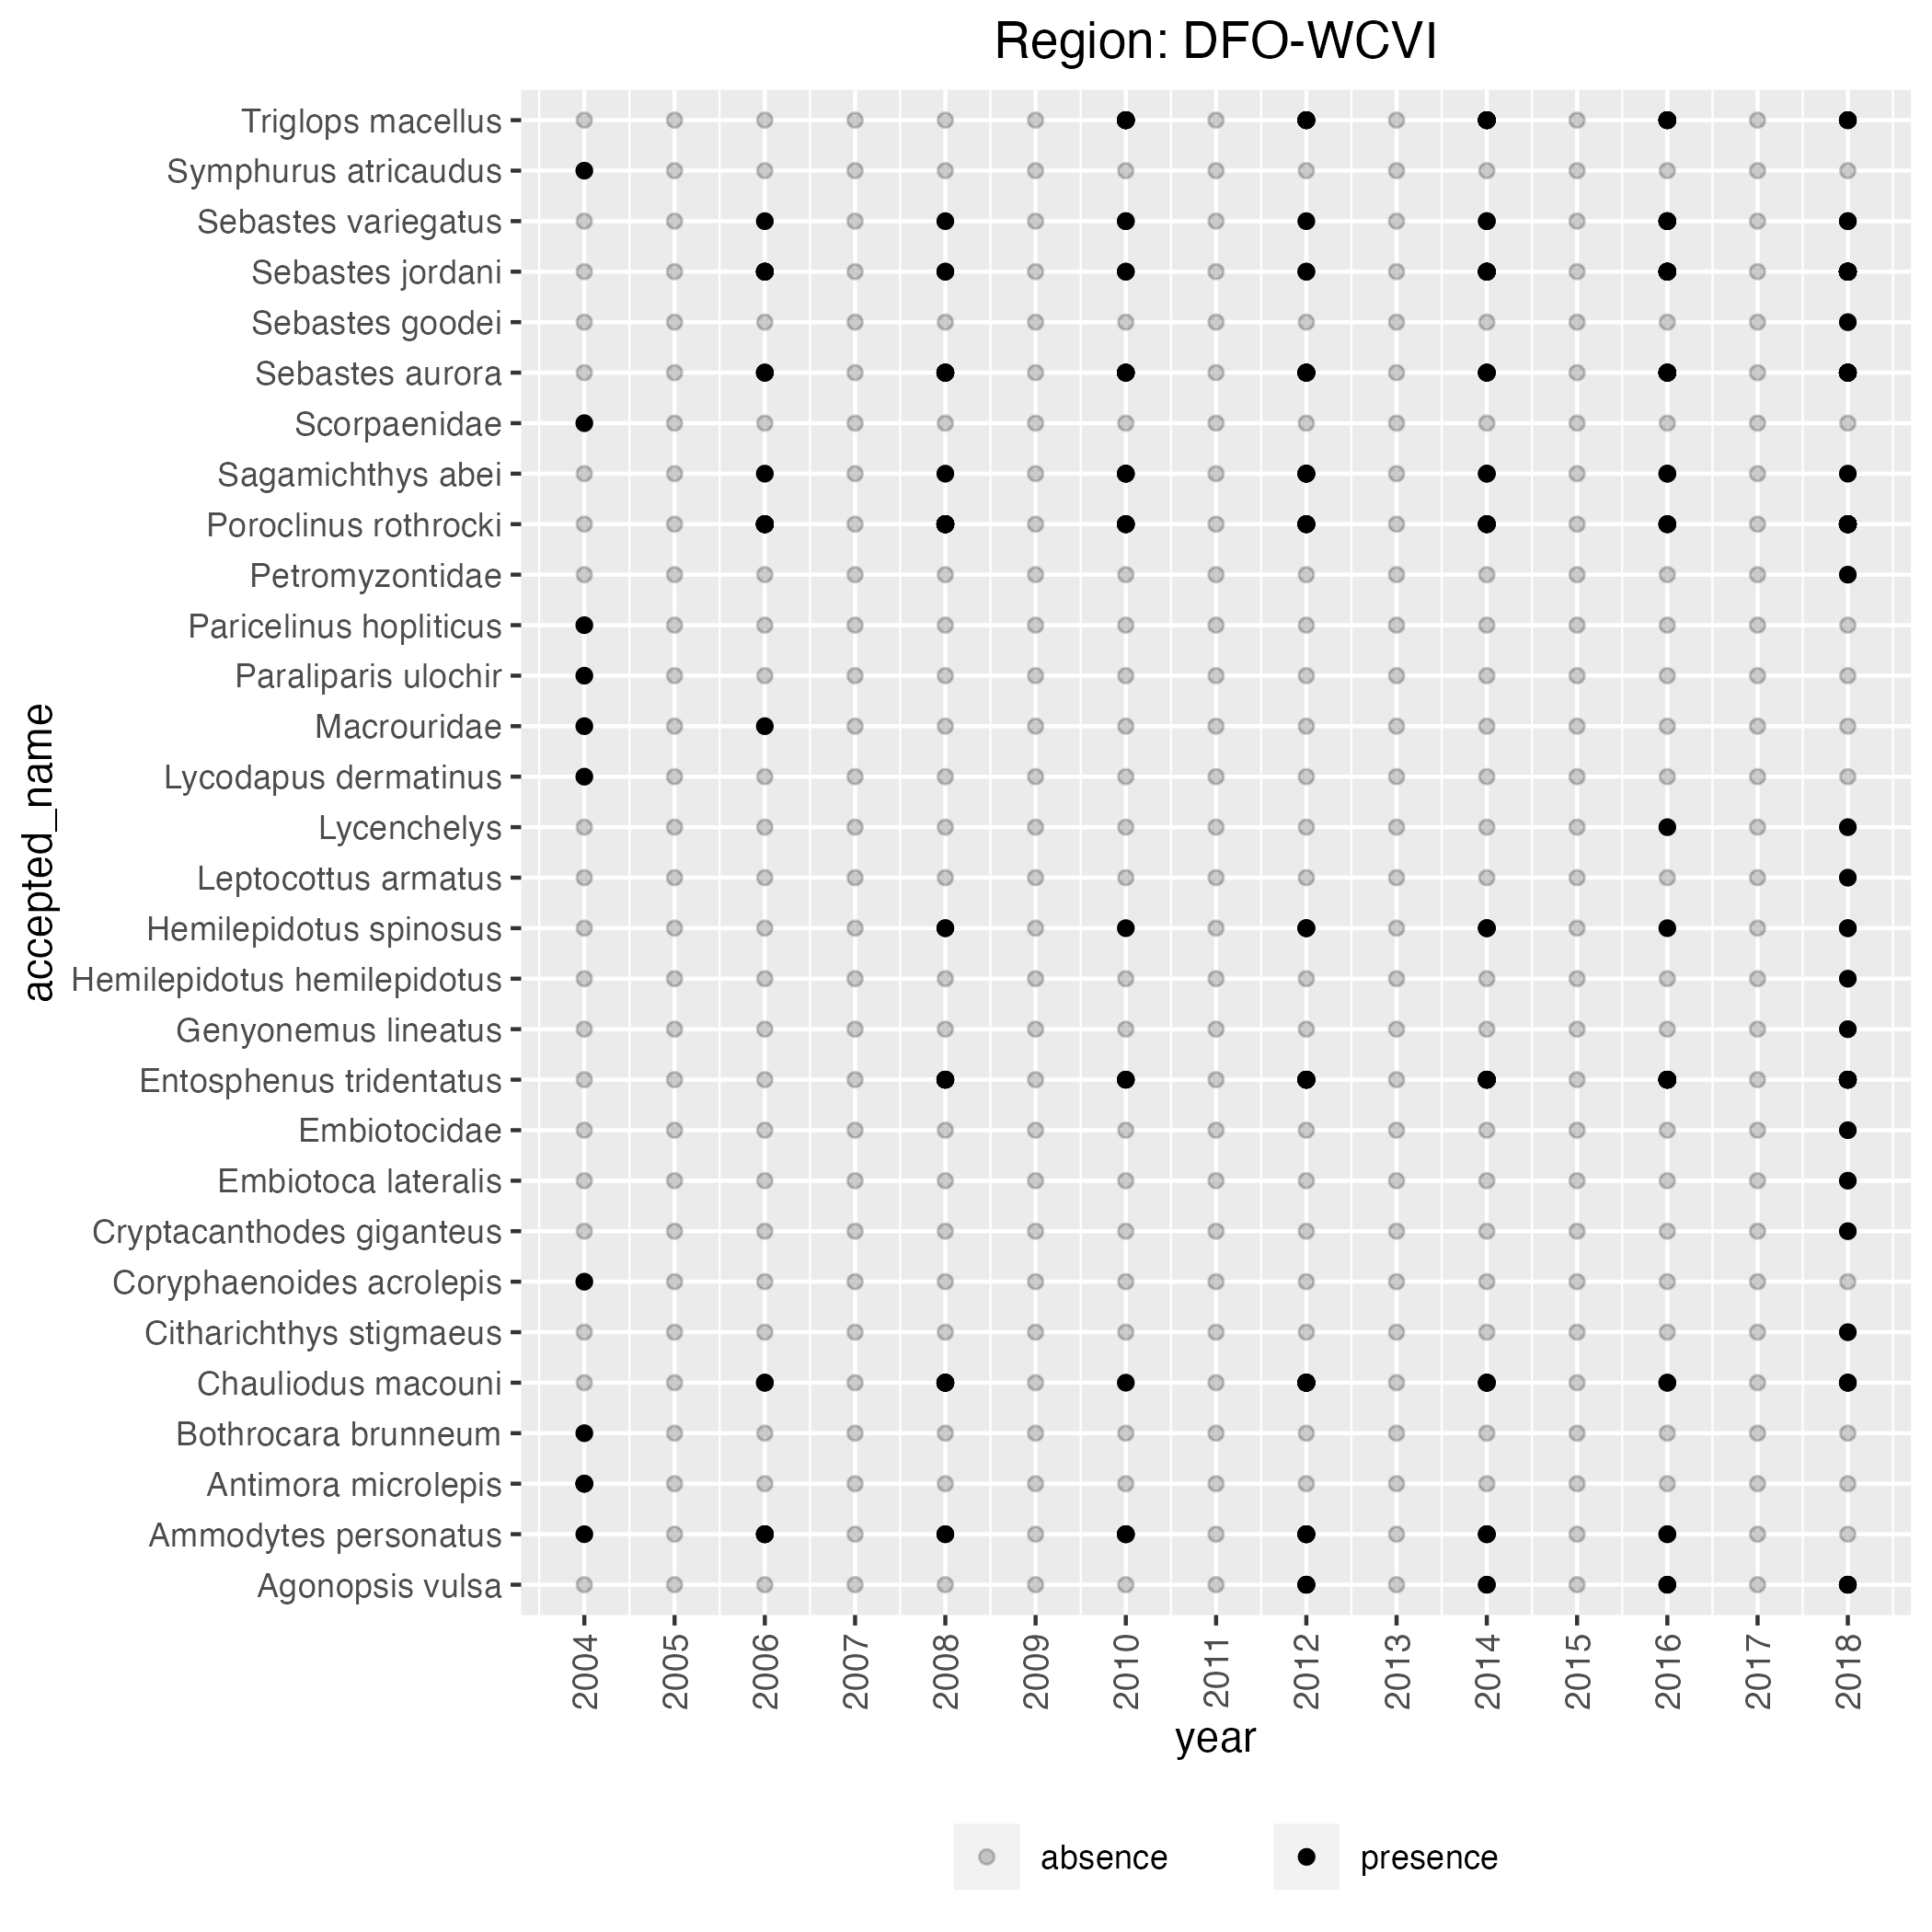 Region: DFO-WCVI
Triglops macellus
Symphurus atricaudus
Sebastes variegatus
Sebastes jordani
Sebastes goodei
Sebastes aurora
Scorpaenidae
Sagamichthys abei
Poroclinus rothrocki
Petromyzontidae
Paricelinus hopliticus
Paraliparis ulochir
Macrouridae
Lycodapus dermatinus
Lycenchelys
Leptocottus armatus
Hemilepidotus spinosus
Hemilepidotus hemilepidotus
Genyonemus lineatus
Entosphenus tridentatus
Embiotocidae
Embiotoca lateralis
Cryptacanthodes giganteus
Coryphaenoides acrolepis
Citharichthys stigmaeus
Chauliodus macouni
Bothrocara brunneum
Antimora microlepis
Ammodytes personatus
Agonopsis vulsa
accepted_name
2004 2005 2006 2007 2008 2009 2010 2011 2012 2013 2014 2015 2016 2017 2018
year
absence presence